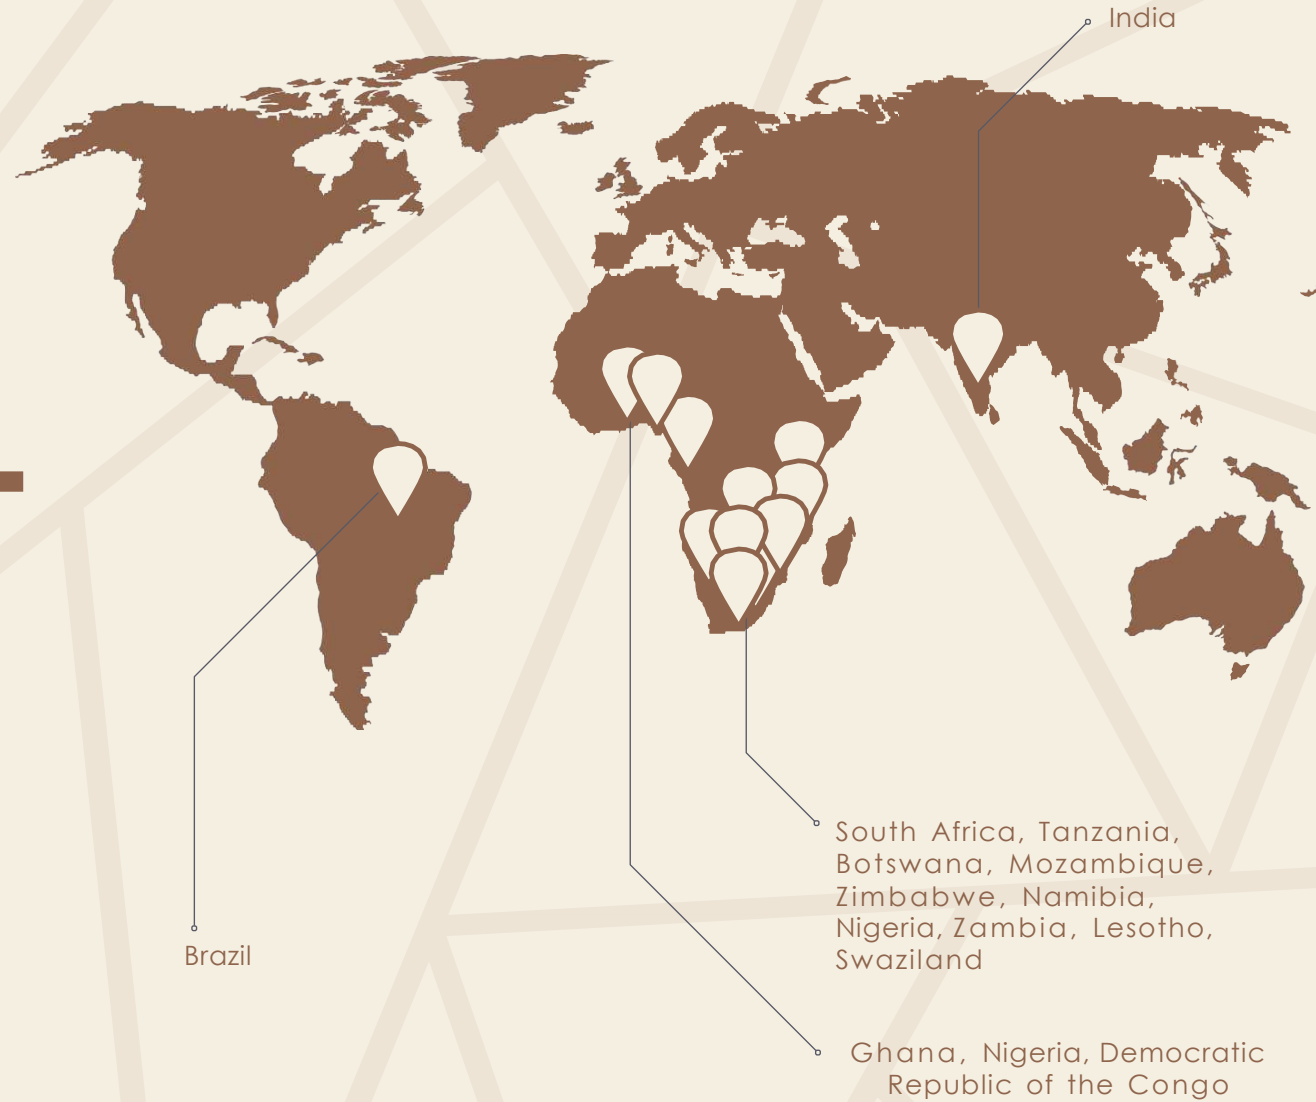 India
South Africa, Tanzania,
Botswana, Mozambique,
Zimbabwe, Namibia,
Nigeria, Zambia, Lesotho,
Swaziland
Brazil
Ghana, Nigeria, Democratic
Republic of the Congo